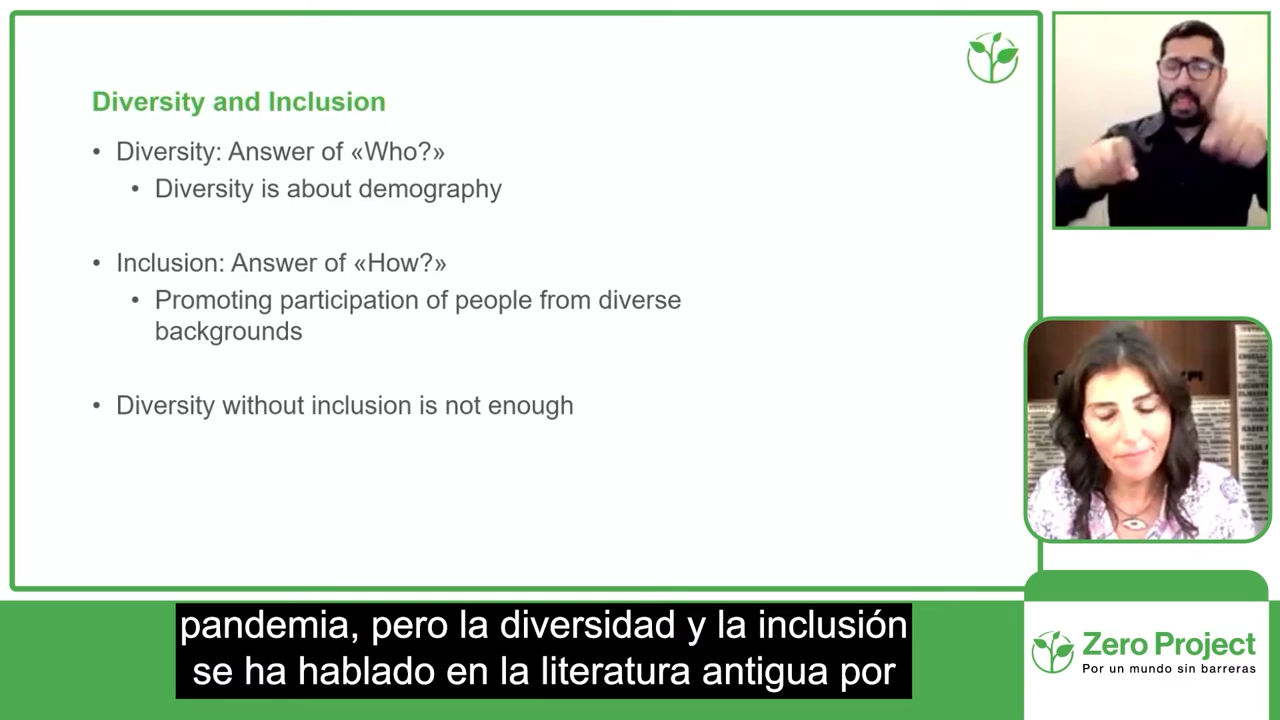 Diversity and Inclusion
• Diversity: Answer of «Who?»
• Diversity is about demography
• Inclusion: Answer of «How?»
• Promoting participation of people from diverse
backgrounds
• Diversity without inclusion is not enough
pandemia, pero la diversidad y la inclusión
se ha hablado en la literatura antigua por
Zero Project
Por un mundo sin barreras